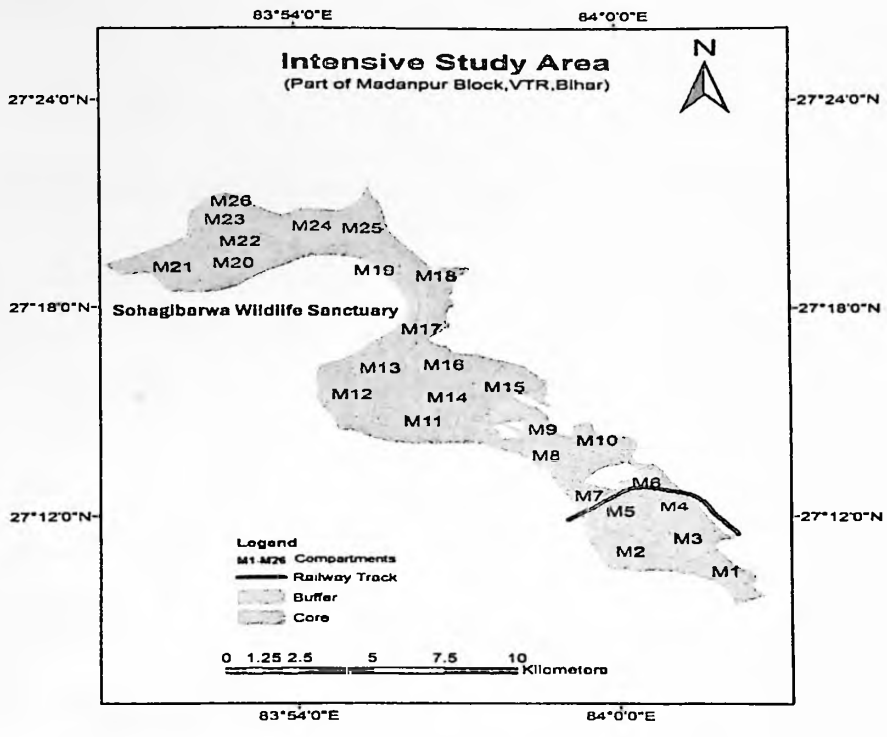 83°54'0"E 84°0'0"E
Intensive Study Area
(Part of Madanpur Block,VTR,Bihar)
N
27°24'0"N 27°24'0"N
M26
M23
M24 M25
M22
M21 M20 M19 M18
27°18'0"N Sohagibarwa Wildlife Sanctuary 27°18'0"N
M17
M13 M16
M12 M14 M15
M11 M9 M10
M8
M7 M6
27°12'0"N M5 M4 27°12'0"N
M2 M3
M1
Legend
M1-M26 Compartments
Railway Track
Buffer
Core
0 1.25 2.5 5 7.5 10
Kilometers
83°54'0"E 84°0'0"E